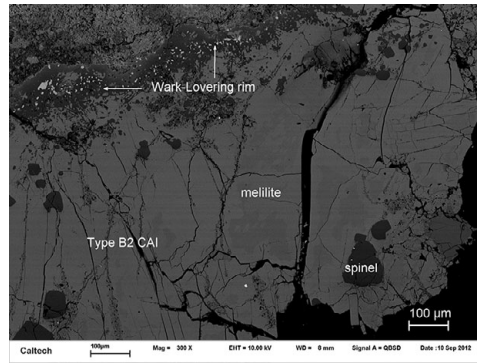 Wark-Lovering rim
melilite
Type B2 CAI
spinel
100 µm
Caltech 100µm Mag = 300 X EHT = 10.00 kV WD = 0 mm Signal A = QBSD Date :10 Sep 2012